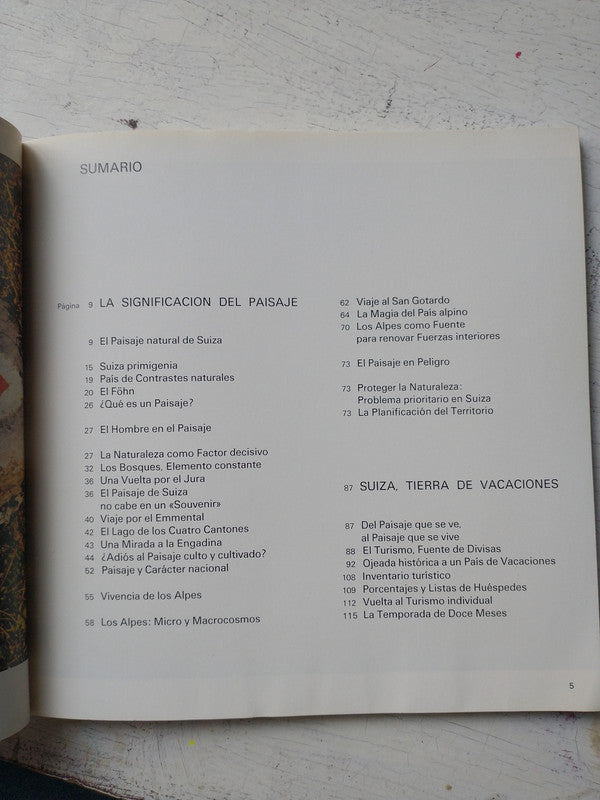 SUMARIO
Página 9 LA SIGNIFICACION DEL PAISAJE
9 El Paisaje natural de Suiza
15 Suiza primigenia
19 País de Contrastes naturales
20 El Föhn
26 ¿Qué es un Paisaje?
27 El Hombre en el Paisaje
27 La Naturaleza como Factor decisivo
32 Los Bosques, Elemento constante
36 Una Vuelta por el Jura
36 El Paisaje de Suiza
no cabe en un «Souvenir»
40 Viaje por el Emmental
42 El Lago de los Cuatro Cantones
43 Una Mirada a la Engadina
44 ¿Adiós al Paisaje culto y cultivado?
52 Paisaje y Carácter nacional
55 Vivencia de los Alpes
58 Los Alpes: Micro y Macrocosmos
62 Viaje al San Gotardo
64 La Magia del País alpino
70 Los Alpes como Fuente
para renovar Fuerzas interiores
73 El Paisaje en Peligro
73 Proteger la Naturaleza:
Problema prioritario en Suiza
73 La Planificación del Territorio
87 SUIZA, TIERRA DE VACACIONES
87 Del Paisaje que se ve,
al Paisaje que se vive
88 El Turismo, Fuente de Divisas
92 Ojeada histórica a un País de Vacaciones
108 Inventario turístico
109 Porcentajes y Listas de Huéspedes
112 Vuelta al Turismo individual
115 La Temporada de Doce Meses
5